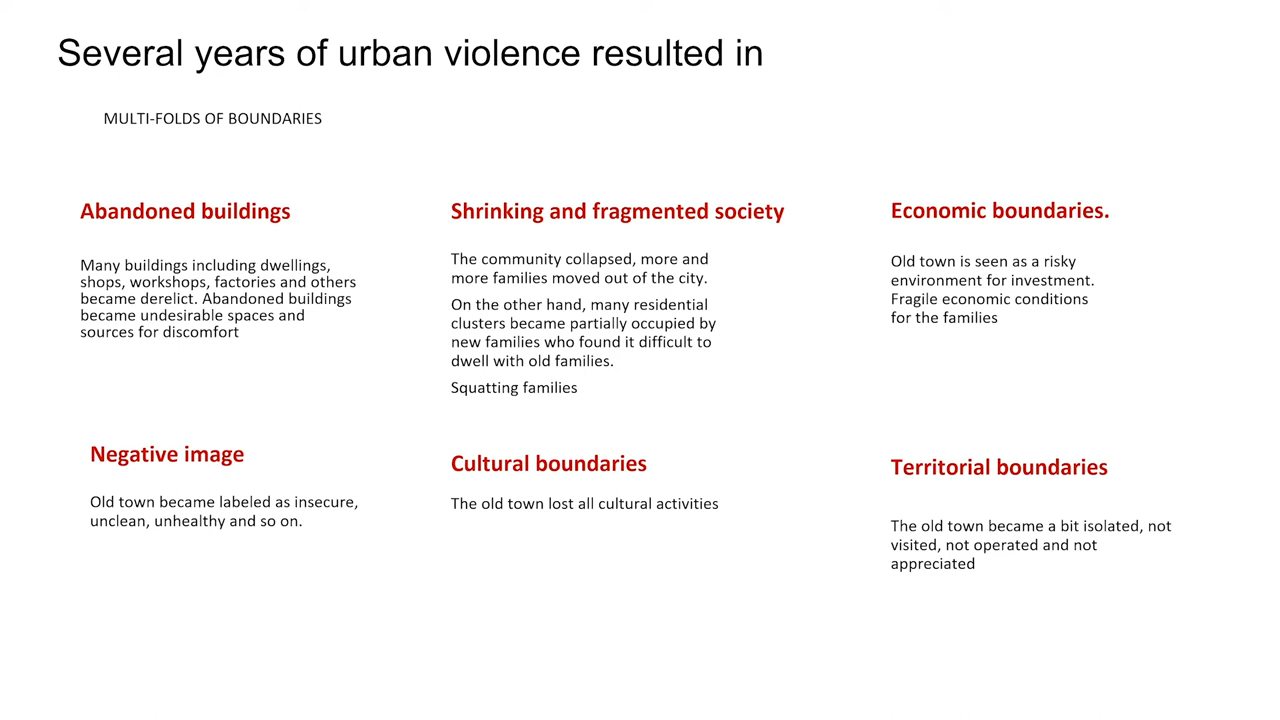 Several years of urban violence resulted in
MULTI-FOLDS OF BOUNDARIES
Abandoned buildings
Many buildings including dwellings,
shops, workshops, factories and others
became derelict. Abandoned buildings
became undesirable spaces and
sources for discomfort
Shrinking and fragmented society
The community collapsed, more and
more families moved out of the city.
On the other hand, many residential
clusters became partially occupied by
new families who found it difficult to
dwell with old families.
Squatting families
Economic boundaries.
Old town is seen as a risky
environment for investment.
Fragile economic conditions
for the families
Negative image
Old town became labeled as insecure,
unclean, unhealthy and so on.
Cultural boundaries
The old town lost all cultural activities
Territorial boundaries
The old town became a bit isolated, not
visited, not operated and not
appreciated